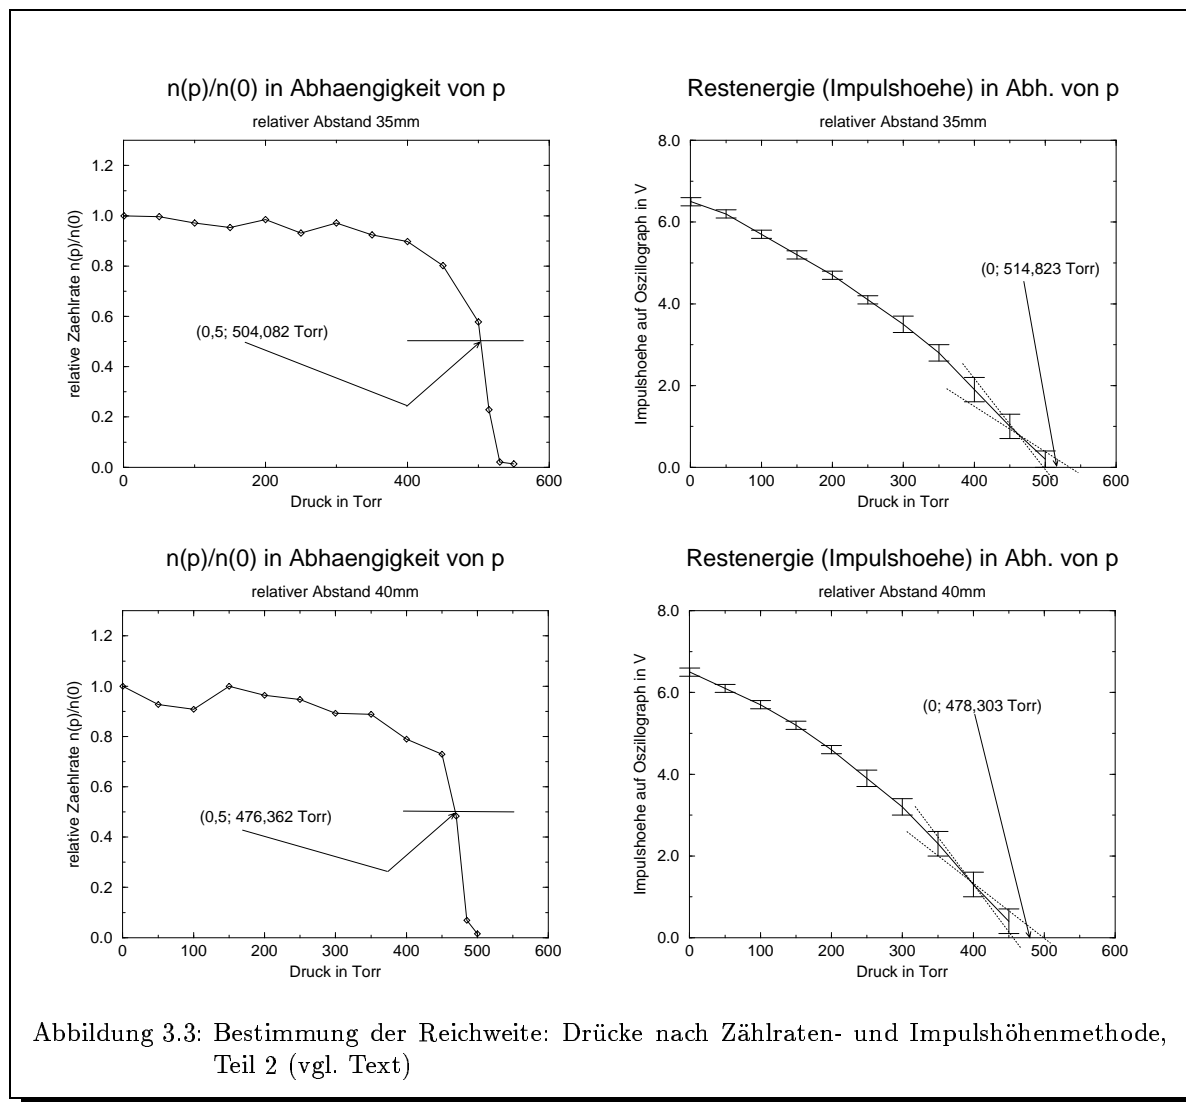 n(p)/n(0) in Abhaengigkeit von p
relativer Abstand 35mm
relative Zaehlrate n(p)/n(0)
1.2
1.0
0.8
0.6
0.4
0.2
0.0
(0,5; 504,082 Torr)
0 200 400 600
Druck in Torr
Restenergie (Impulshoehe) in Abh. von p
relativer Abstand 35mm
Impulshoehe auf Oszillograph in V
8.0
6.0
4.0
2.0
0.0
(0; 514,823 Torr)
0 100 200 300 400 500 600
Druck in Torr
n(p)/n(0) in Abhaengigkeit von p
relativer Abstand 40mm
relative Zaehlrate n(p)/n(0)
1.2
1.0
0.8
0.6
0.4
0.2
0.0
(0,5; 476,362 Torr)
0 100 200 300 400 500 600
Druck in Torr
Restenergie (Impulshoehe) in Abh. von p
relativer Abstand 40mm
Impulshoehe auf Oszillograph in V
8.0
6.0
4.0
2.0
0.0
(0; 478,303 Torr)
0 100 200 300 400 500 600
Druck in Torr
Abbildung 3.3: Bestimmung der Reichweite: Drücke nach Zählraten- und Impulshöhenmethode,
Teil 2 (vgl. Text)